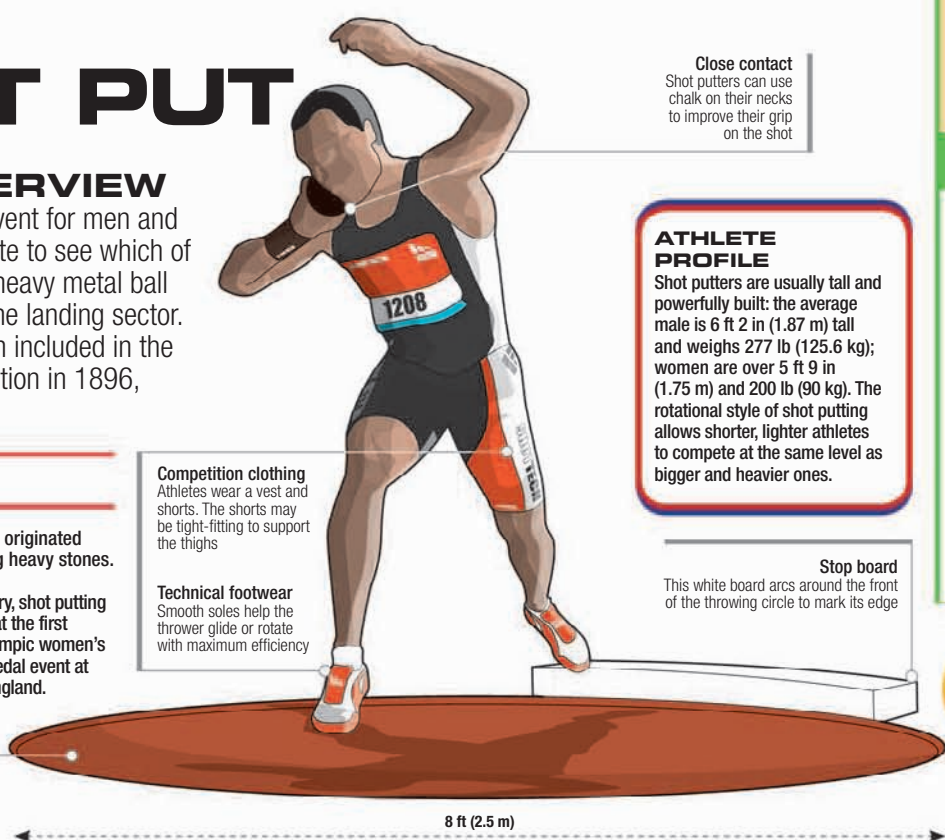 T PUT
ERVIEW
vent for men and
te to see which of
heavy metal ball
ne landing sector.
n included in the
tion in 1896,
originated
g heavy stones.
ry, shot putting
at the first
mpic women's
edal event at
ngland.
Close contact
Shot putters can use
chalk on their necks
to improve their grip
on the shot
1208
TECH
Competition clothing
Athletes wear a vest and
shorts. The shorts may
be tight-fitting to support
the thighs
Technical footwear
Smooth soles help the
thrower glide or rotate
with maximum efficiency
ATHLETE
PROFILE
Shot putters are usually tall and
powerfully built: the average
male is 6 ft 2 in (1.87 m) tall
and weighs 277 lb (125.6 kg);
women are over 5 ft 9 in
(1.75 m) and 200 lb (90 kg). The
rotational style of shot putting
allows shorter, lighter athletes
to compete at the same level as
bigger and heavier ones.
Stop board
This white board arcs around the front
of the throwing circle to mark its edge
8 ft (2.5 m)